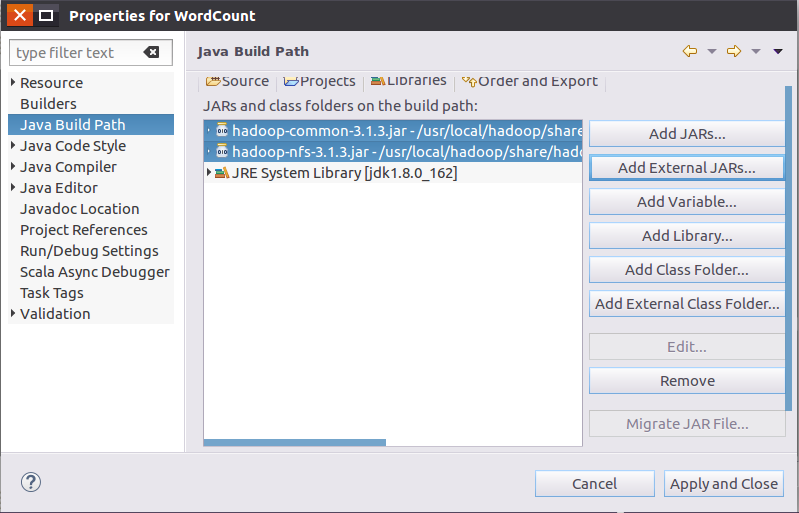 Properties for WordCount
type filter text
Resource
Builders
Java Build Path
Java Code Style
Java Compiler
Java Editor
Javadoc Location
Project References
Run/Debug Settings
Scala Async Debugger
Task Tags
Validation
Java Build Path
Source Projects Libraries Order and Export
JARs and class folders on the build path:
hadoop-common-3.1.3.jar - /usr/local/hadoop/share
hadoop-nfs-3.1.3.jar - /usr/local/hadoop/share/hado
JRE System Library [jdk1.8.0_162]
Add JARs...
Add External JARs...
Add Variable...
Add Library...
Add Class Folder...
Add External Class Folder...
Edit...
Remove
Migrate JAR File...
Cancel
Apply and Close